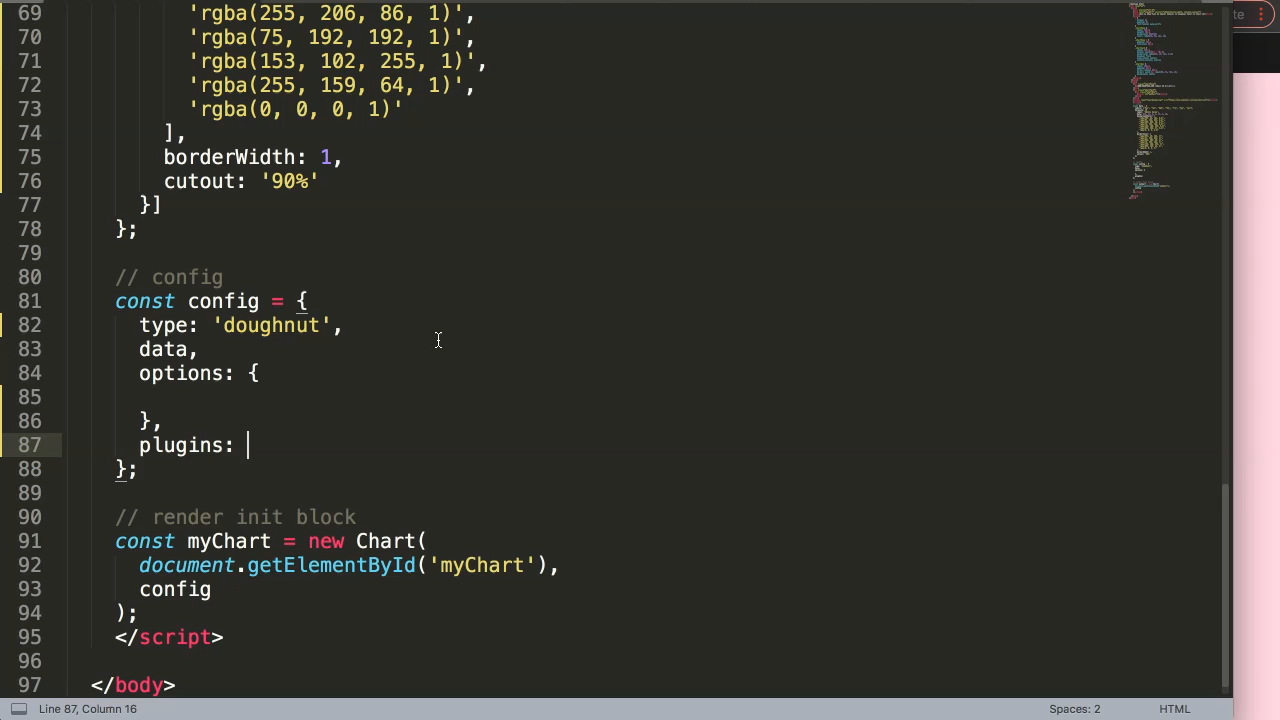 te
69 'rgba(255, 206, 86, 1)',
70 'rgba(75, 192, 192, 1)',
71 'rgba(153, 102, 255, 1)',
72 'rgba(255, 159, 64, 1)',
73 'rgba(0, 0, 0, 1)'
74 ],
75 borderWidth: 1,
76 cutout: '90%'
77 }]
78 };
79
80 // config
81 const config = {
82 type: 'doughnut',
83 data,
84 options: {
85
86 },
87 plugins:
88 };
89
90 // render init block
91 const myChart = new Chart(
92 document.getElementById('myChart'),
93 config
94 );
95 </script>
96
97 </body>
Line 87, Column 16
Spaces: 2
HTML